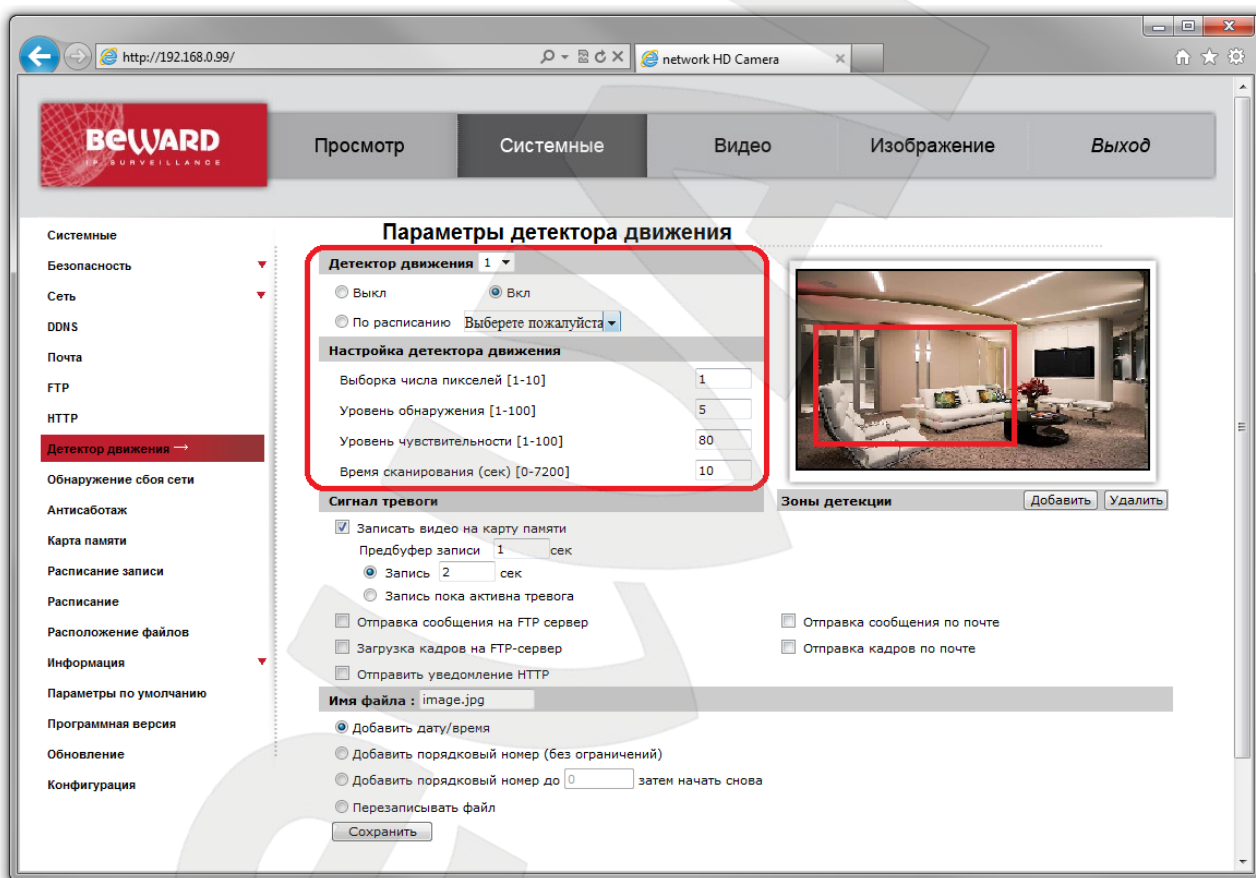 http://192.168.0.99/
network HD Camera
BEWARD
IP SURVEILLANCE
Просмотр
Системные
Видео
Изображение
Выход
Системные
Безопасность
Сеть
DDNS
Почта
FTP
HTTP
Детектор движения →
Обнаружение сбоя сети
Антисаботаж
Карта памяти
Расписание записи
Расписание
Расположение файлов
Информация
Параметры по умолчанию
Программная версия
Обновление
Конфигурация
Параметры детектора движения
Детектор движения 1
Выкл Вкл
По расписанию Выберете пожалуйста
Настройка детектора движения
Выборка числа пикселей [1-10] 1
Уровень обнаружения [1-100] 5
Уровень чувствительности [1-100] 80
Время сканирования (сек) [0-7200] 10
Сигнал тревоги
Зоны детекции Добавить Удалить
Записать видео на карту памяти
Предбуфер записи 1 сек
Запись 2 сек
Запись пока активна тревога
Отправка сообщения на FTP сервер Отправка сообщения по почте
Загрузка кадров на FTP-сервер Отправка кадров по почте
Отправить уведомление HTTP
Имя файла : image.jpg
Добавить дату/время
Добавить порядковый номер (без ограничений)
Добавить порядковый номер до 0 затем начать снова
Перезаписывать файл
Сохранить